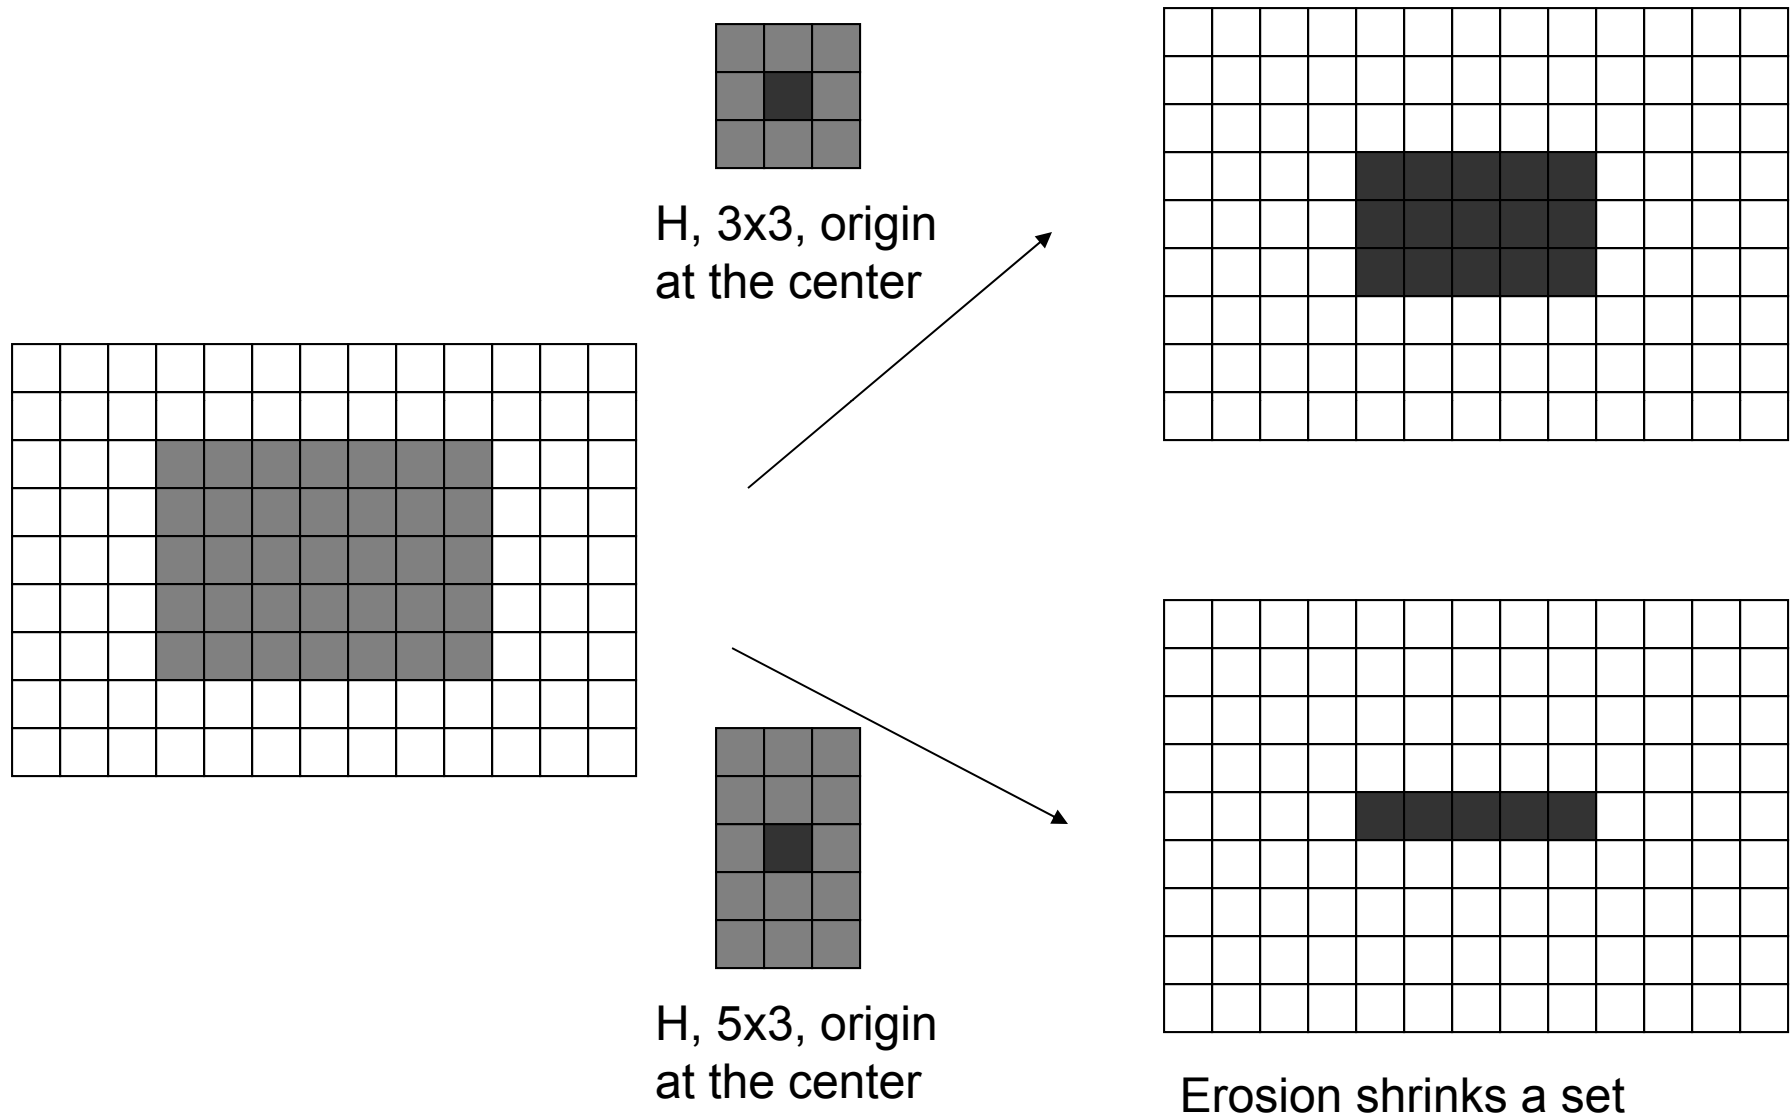 H, 3x3, origin
at the center
H, 5x3, origin
at the center
Erosion shrinks a set